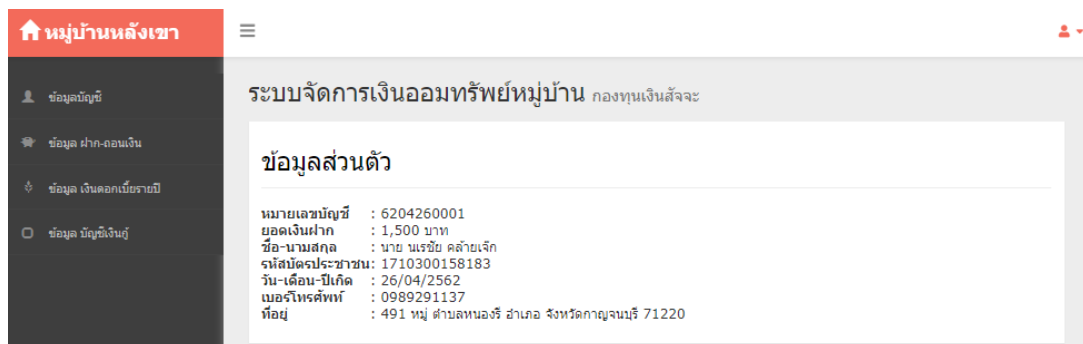 หมู่บ้านหลังเขา
ข้อมูลบัญชี
ข้อมูล ฝาก-ถอนเงิน
ข้อมูล เงินดอกเบี้ยรายปี
ข้อมูล บัญชีเงินกู้
ระบบจัดการเงินออมทรัพย์หมู่บ้าน กองทุนเงินสัจจะ
ข้อมูลส่วนตัว
หมายเลขบัญชี : 6204260001
ยอดเงินฝาก : 1,500 บาท
ชื่อ-นามสกุล : นาย นเรชัย คล้ายเจ๊ก
รหัสบัตรประชาชน: 1710300158183
วัน-เดือน-ปีเกิด : 26/04/2562
เบอร์โทรศัพท์ : 0989291137
ที่อยู่ : 491 หมู่ ตำบลหนองรี อำเภอ จังหวัดกาญจนบุรี 71220